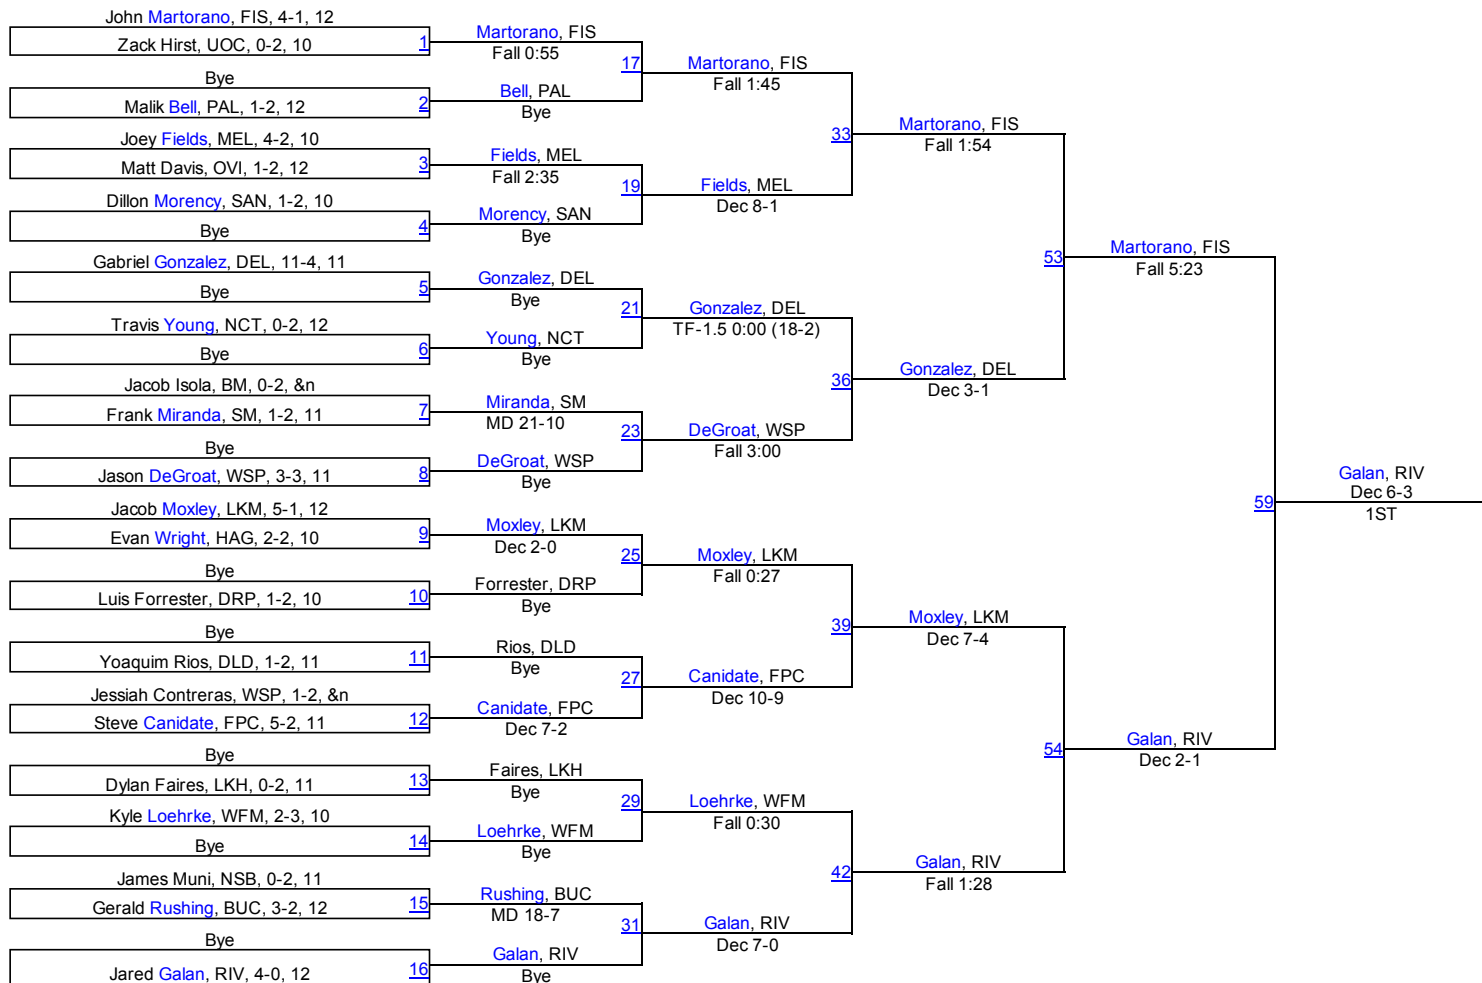 John Martorano, FIS, 4-1, 12
Zack Hirst, UOC, 0-2, 10
1
Bye
Malik Bell, PAL, 1-2, 12
2
Joey Fields, MEL, 4-2, 10
Matt Davis, OVI, 1-2, 12
3
Dillon Morency, SAN, 1-2, 10
Bye
4
Gabriel Gonzalez, DEL, 11-4, 11
Bye
5
Travis Young, NCT, 0-2, 12
Bye
6
Jacob Isola, BM, 0-2, &n
Frank Miranda, SM, 1-2, 11
7
Bye
Jason DeGroat, WSP, 3-3, 11
8
Jacob Moxley, LKM, 5-1, 12
Evan Wright, HAG, 2-2, 10
9
Bye
Luis Forrester, DRP, 1-2, 10
10
Bye
Yoaquim Rios, DLD, 1-2, 11
11
Jessiah Contreras, WSP, 1-2, &n
Steve Canidate, FPC, 5-2, 11
12
Bye
Dylan Faires, LKH, 0-2, 11
13
Kyle Loehrke, WFM, 2-3, 10
Bye
14
James Muni, NSB, 0-2, 11
Gerald Rushing, BUC, 3-2, 12
15
Bye
Jared Galan, RIV, 4-0, 12
16
Martorano, FIS
Fall 0:55
17
Bell, PAL
Bye
Fields, MEL
Fall 2:35
19
Morency, SAN
Bye
Gonzalez, DEL
Bye
21
Young, NCT
Bye
Miranda, SM
MD 21-10
23
DeGroat, WSP
Bye
Moxley, LKM
Dec 2-0
25
Forrester, DRP
Bye
Rios, DLD
Bye
27
Canidate, FPC
Dec 7-2
Faires, LKH
Bye
29
Loehrke, WFM
Bye
Rushing, BUC
MD 18-7
31
Galan, RIV
Bye
Martorano, FIS
Fall 1:45
33
Fields, MEL
Dec 8-1
Gonzalez, DEL
TF-1.5 0:00 (18-2)
36
DeGroat, WSP
Fall 3:00
Moxley, LKM
Fall 0:27
39
Canidate, FPC
Dec 10-9
Loehrke, WFM
Fall 0:30
42
Galan, RIV
Dec 7-0
Martorano, FIS
Fall 1:54
53
Gonzalez, DEL
Dec 3-1
Moxley, LKM
Dec 7-4
54
Galan, RIV
Fall 1:28
Martorano, FIS
Fall 5:23
59
Galan, RIV
Dec 2-1
Galan, RIV
Dec 6-3
1ST